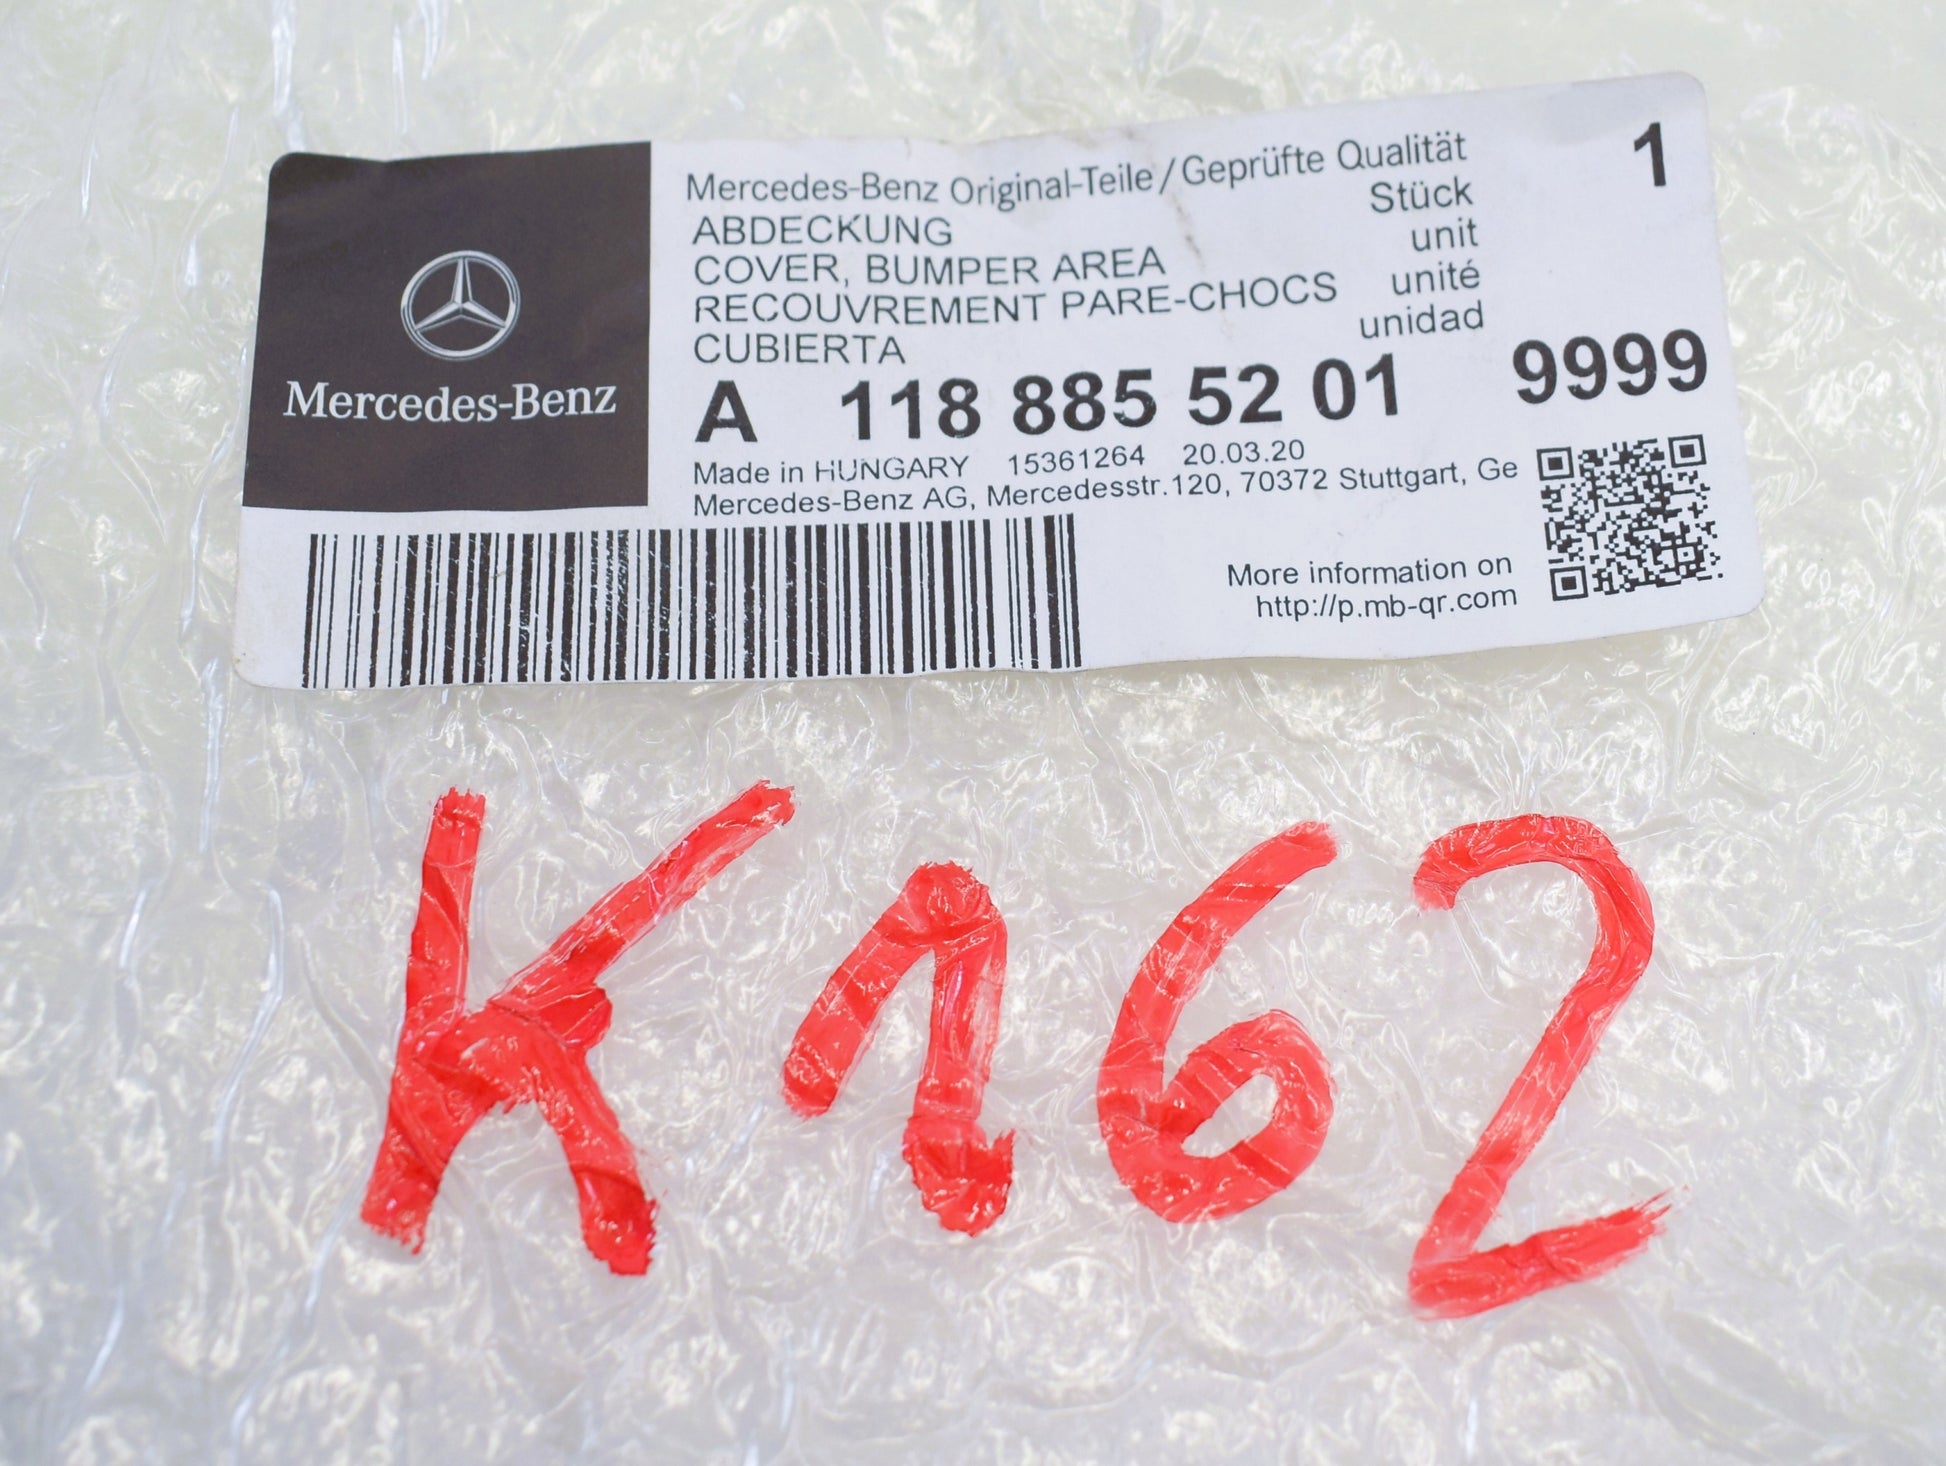 Mercedes-Benz
Mercedes-Benz Original-Teile/Geprüfte Qualität
ABDECKUNG
COVER, BUMPER AREA
RECOUVREMENT PARE-CHOCS
CUBIERTA
Stück
unit
unité
unidad
1
A 118 885 52 01 9999
Made in HUNGARY 15361264 20.03.20
Mercedes-Benz AG, Mercedesstr.120, 70372 Stuttgart, Ge
More information on
http://p.mb-qr.com
K162